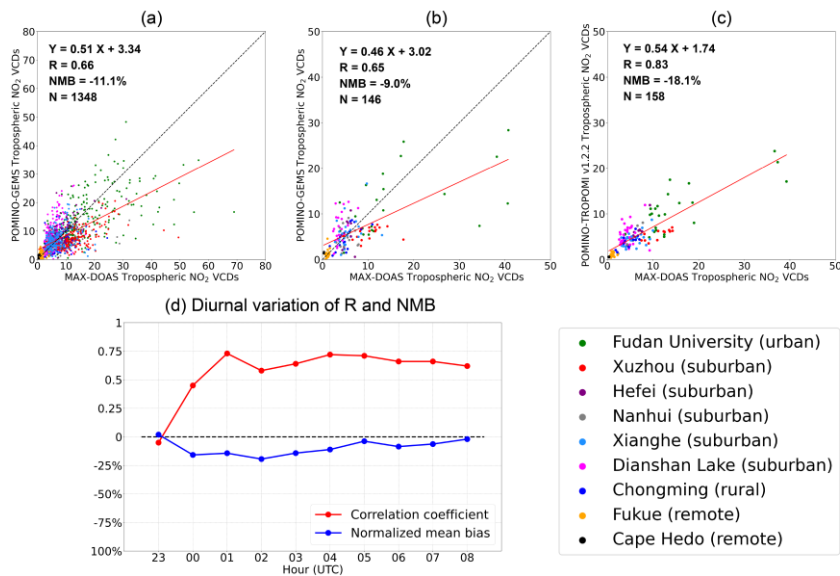 (a)
POMINO-GEMS Tropospheric NO₂ VCDs
80
70
60
50
40
30
20
10
0
Y = 0.51 X + 3.34
R = 0.66
NMB = -11.1%
N = 1348
0 10 20 30 40 50 60 70 80
MAX-DOAS Tropospheric NO₂ VCDs
(b)
POMINO-GEMS Tropospheric NO₂ VCDs
50
40
30
20
10
0
Y = 0.46 X + 3.02
R = 0.65
NMB = -9.0%
N = 146
0 10 20 30 40 50
MAX-DOAS Tropospheric NO₂ VCDs
(c)
POMINO-TROPOMI v1.2.2 Tropospheric NO₂ VCDs
50
40
30
20
10
0
Y = 0.54 X + 1.74
R = 0.83
NMB = -18.1%
N = 158
0 10 20 30 40 50
MAX-DOAS Tropospheric NO₂ VCDs
(d) Diurnal variation of R and NMB
1
0.75
0.5
0.25
0
-25%
-50%
-75%
100%
Correlation coefficient
Normalized mean bias
23 00 01 02 03 04 05 06 07 08
Hour (UTC)
Fudan University (urban)
Xuzhou (suburban)
Hefei (suburban)
Nanhui (suburban)
Xianghe (suburban)
Dianshan Lake (suburban)
Chongming (rural)
Fukue (remote)
Cape Hedo (remote)